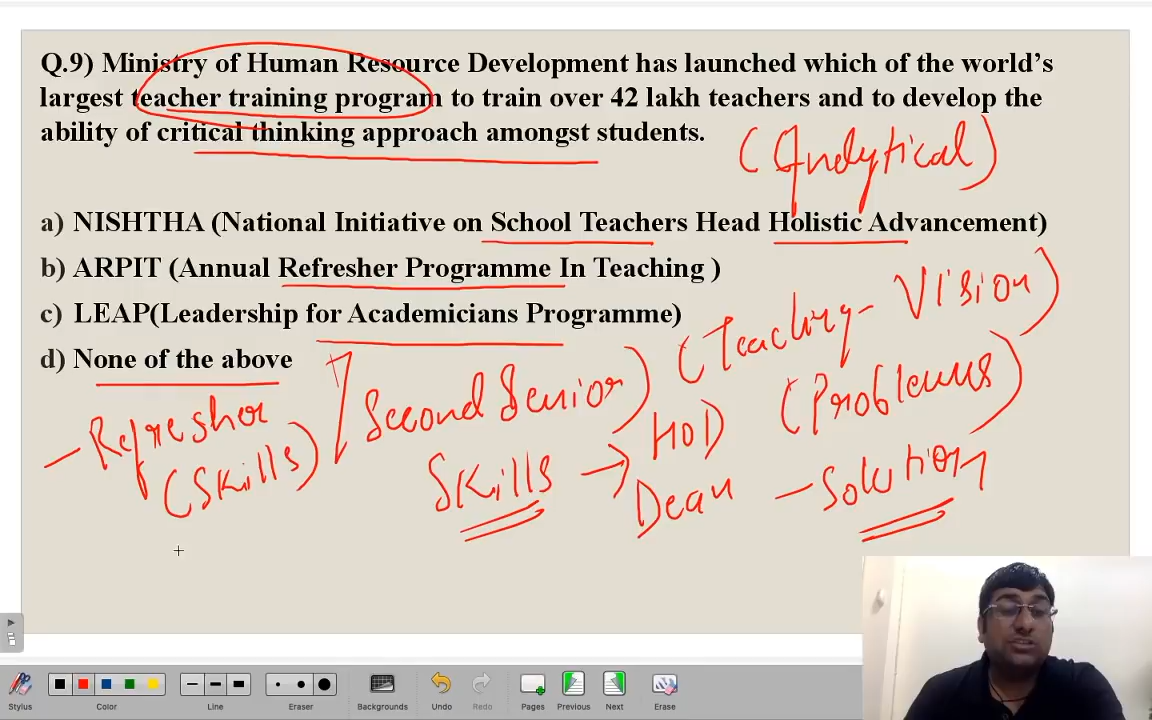 Q.9) Ministry of Human Resource Development has launched which of the world's
largest teacher training program to train over 42 lakh teachers and to develop the
ability of critical thinking approach amongst students.
(Analytical)
a) NISHTHA (National Initiative on School Teachers Head Holistic Advancement)
b) ARPIT (Annual Refresher Programme In Teaching )
c) LEAP(Leadership for Academicians Programme)
d) None of the above
(Teaching - Vision)
- Refresher
(Skills)
Second Senior)
Skills → HOD
Dean
(Problems)
- Solution
Stylus
Color
Line
Eraser
Backgrounds
Undo
Redo
Pages
Previous
Next
Erase